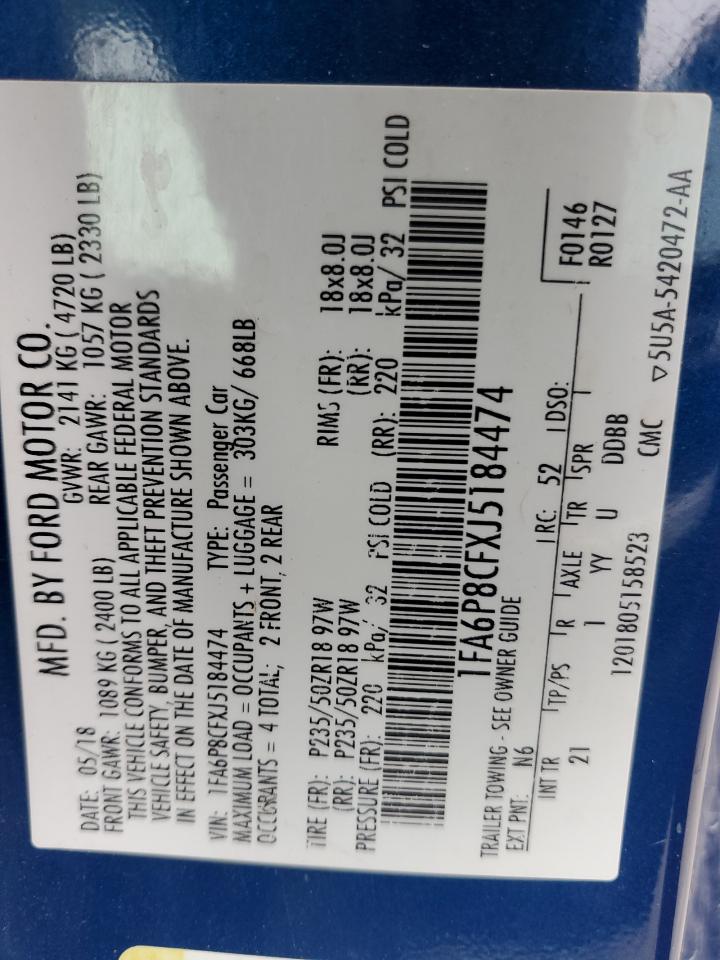 MFD. BY FORD MOTOR CO.
DATE: 05/18 GVWR: 2141 KG ( 4720 LB)
FRONT GAWR: 1089 KG ( 2400 LB) REAR GAWR: 1057 KG ( 2330 LB)
THIS VEHICLE CONFORMS TO ALL APPLICABLE FEDERAL MOTOR
VEHICLE SAFETY, BUMPER, AND THEFT PREVENTION STANDARDS
IN EFFECT ON THE DATE OF MANUFACTURE SHOWN ABOVE.
VIN: 1FA6P8CFXJ5184474 TYPE: Passenger Car
MAXIMUM LOAD = OCCUPANTS + LUGGAGE = 303KG/ 668LB
OCCUPANTS = 4 TOTAL; 2 FRONT, 2 REAR
TIRE (FR): P235/50ZR18 97W RIMS (FR): 18x8.0J
(RR): P235/50ZR18 97W (RR): 18x8.0J
PRESSURE (FR): 220 kPa/ 32 PSI COLD (RR): 220 kPa/ 32 PSI COLD
1FA6P8CFXJ5184474
TRAILER TOWING - SEE OWNER GUIDE
EXT PNT: N6 RC: 52 DSO: F0146
INT TR TP/PS R AXLE TR SPR R0127
21 1 YY U DDBB
CMC
1201805158523 ▽5U5A-5420472-AA